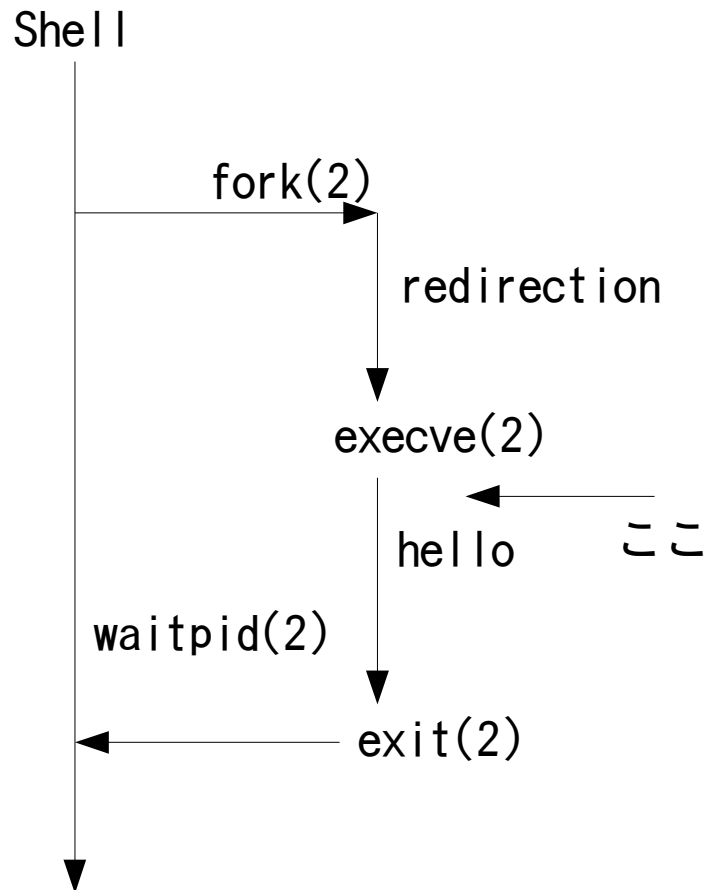 Shell
fork(2)
redirection
execve(2)
hello
ここ
waitpid(2)
exit(2)